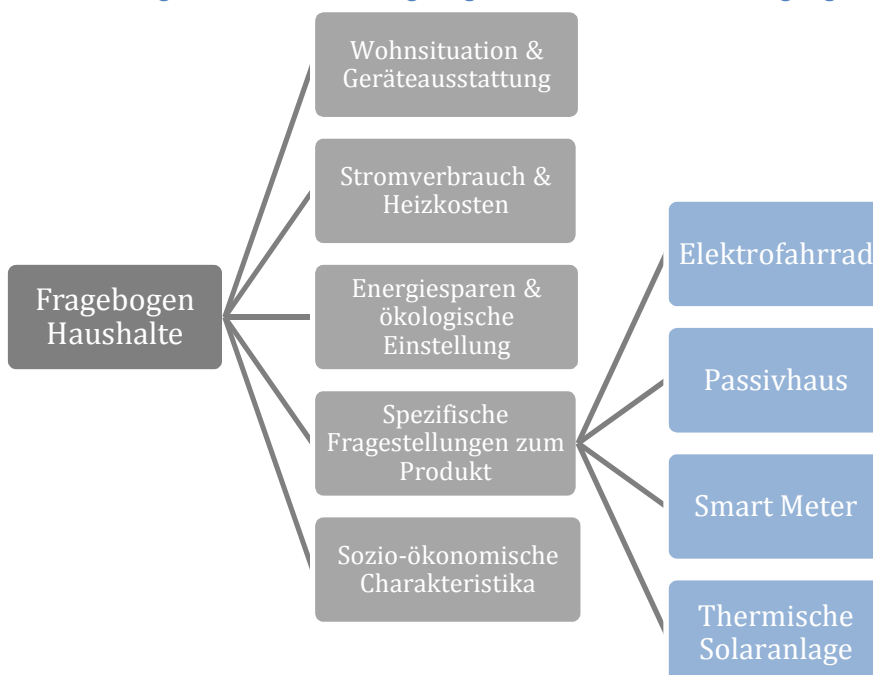 Fragebogen
Haushalte
Wohnsituation &
Geräteausstattung
Stromverbrauch &
Heizkosten
Energiesparen &
ökologische
Einstellung
Spezifische
Fragestellungen zum
Produkt
Sozio-ökonomische
Charakteristika
Elektrofahrrad
Passivhaus
Smart Meter
Thermische
Solaranlage